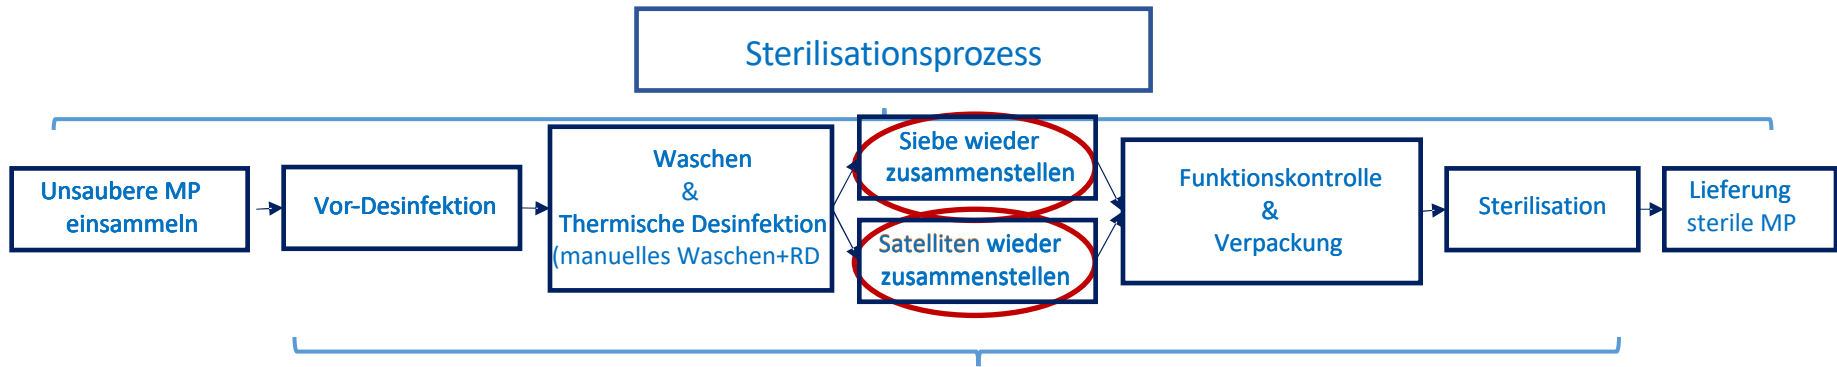 Sterilisationsprozess
Unsaubere MP
einsammeln
Vor-Desinfektion
Waschen
&
Thermische Desinfektion
(manuelles Waschen+RD
Siebe wieder
zusammenstellen
Satelliten wieder
zusammenstellen
Funktionskontrolle
&
Verpackung
Sterilisation
Lieferung
sterile MP